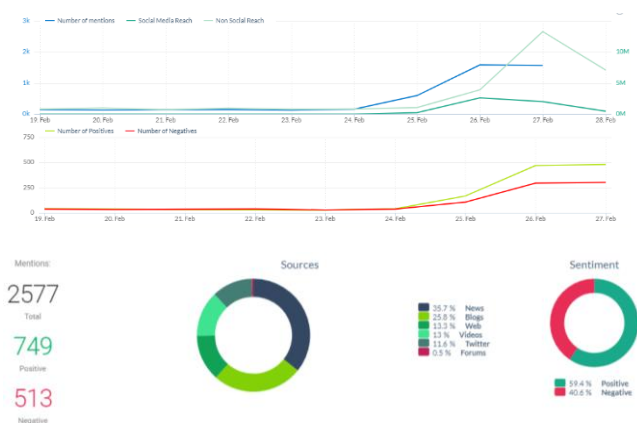 3k
Number of mentions Social Media Reach Non Social Reach
2k 10M
1k 5M
0k 0M
19. Feb 20. Feb 21. Feb 22. Feb 23. Feb 24. Feb 25. Feb 26. Feb 27. Feb 28. Feb
750
Number of Positives Number of Negatives
500
250
0
19. Feb 20. Feb 21. Feb 22. Feb 23. Feb 24. Feb 25. Feb 26. Feb 27. Feb
Mentions:
2577
Total
749
Positive
513
Negative
Sources
35.7 % News
25.8 % Blogs
13.3 % Web
13 % Videos
11.6 % Twitter
0.5 % Forums
Sentiment
59.4 % Positive
40.6 % Negative